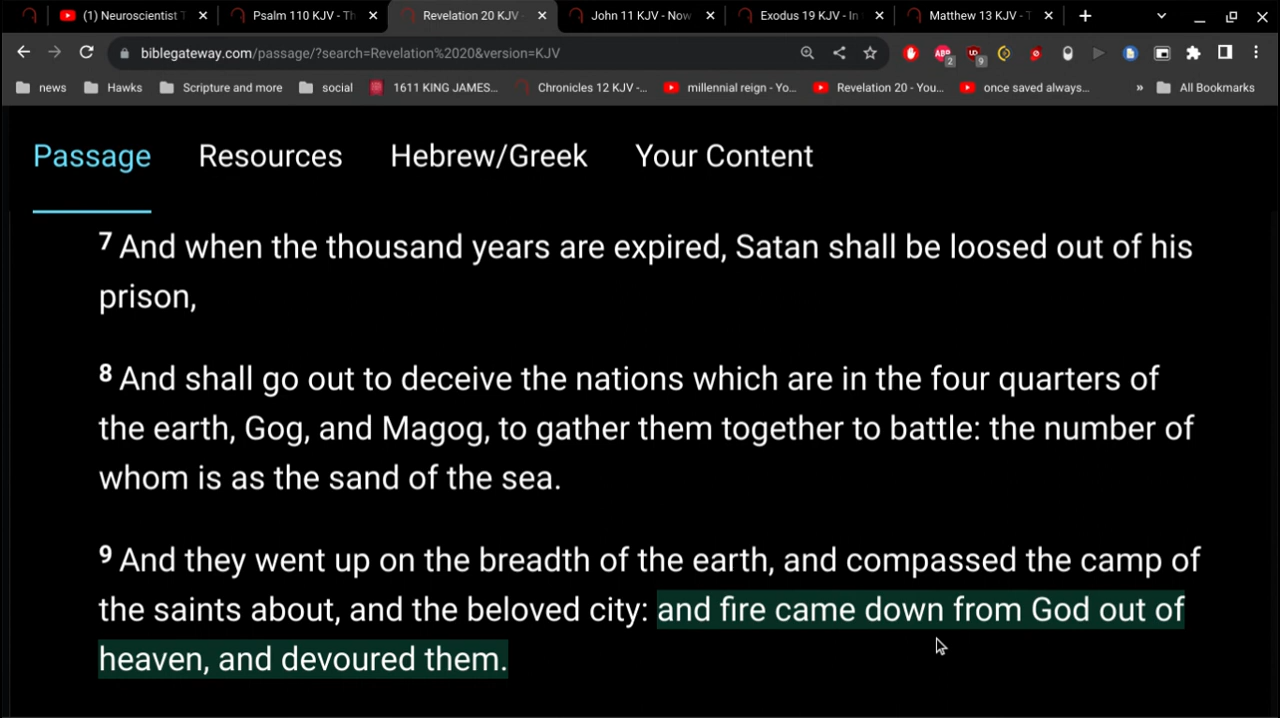 (1) Neuroscientist T
Psalm 110 KJV - Th
Revelation 20 KJV -
John 11 KJV - Now
Exodus 19 KJV - In
Matthew 13 KJV - T
biblegateway.com/passage/?search=Revelation%2020&version=KJV
ABP
2
UD
9
news
Hawks
Scripture and more
social
1611 KING JAMES...
Chronicles 12 KJV -...
millennial reign - Yo...
Revelation 20 - You...
once saved always...
»
All Bookmarks
Passage
Resources
Hebrew/Greek
Your Content
7 And when the thousand years are expired, Satan shall be loosed out of his
prison,
8 And shall go out to deceive the nations which are in the four quarters of
the earth, Gog, and Magog, to gather them together to battle: the number of
whom is as the sand of the sea.
9 And they went up on the breadth of the earth, and compassed the camp of
the saints about, and the beloved city: and fire came down from God out of
heaven, and devoured them.